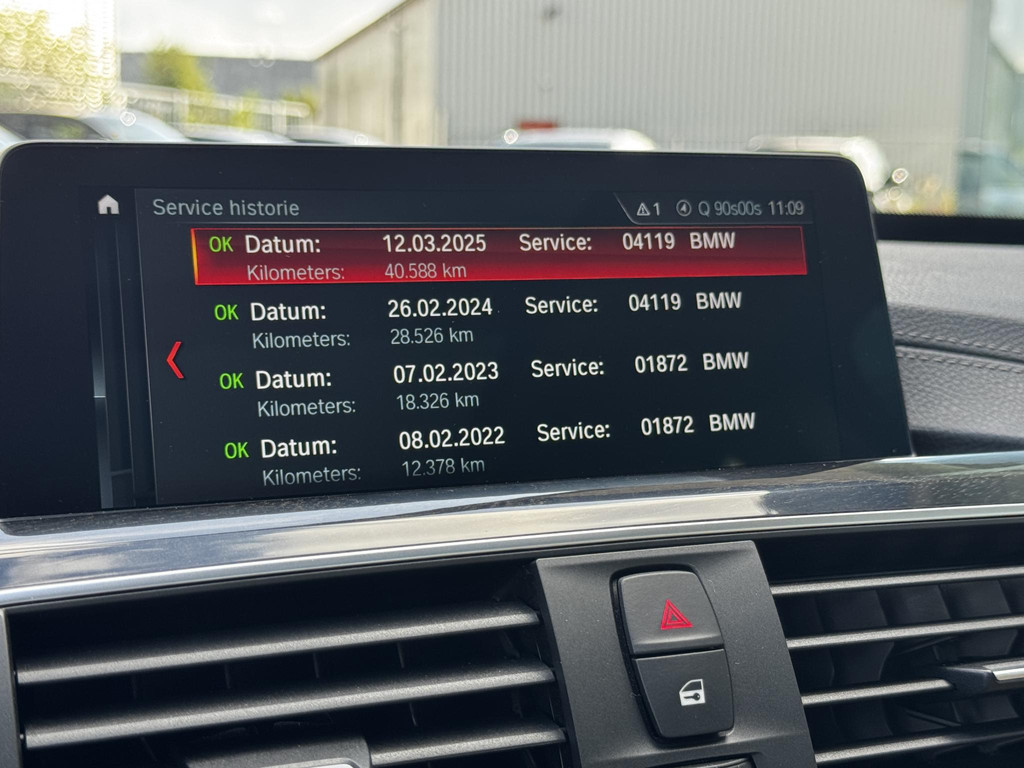 Service historie 1 Q 90s00s 11:09
OK Datum: 12.03.2025 Service: 04119 BMW
Kilometers: 40.588 km
OK Datum: 26.02.2024 Service: 04119 BMW
Kilometers: 28.526 km
OK Datum: 07.02.2023 Service: 01872 BMW
Kilometers: 18.326 km
OK Datum: 08.02.2022 Service: 01872 BMW
Kilometers: 12.378 km